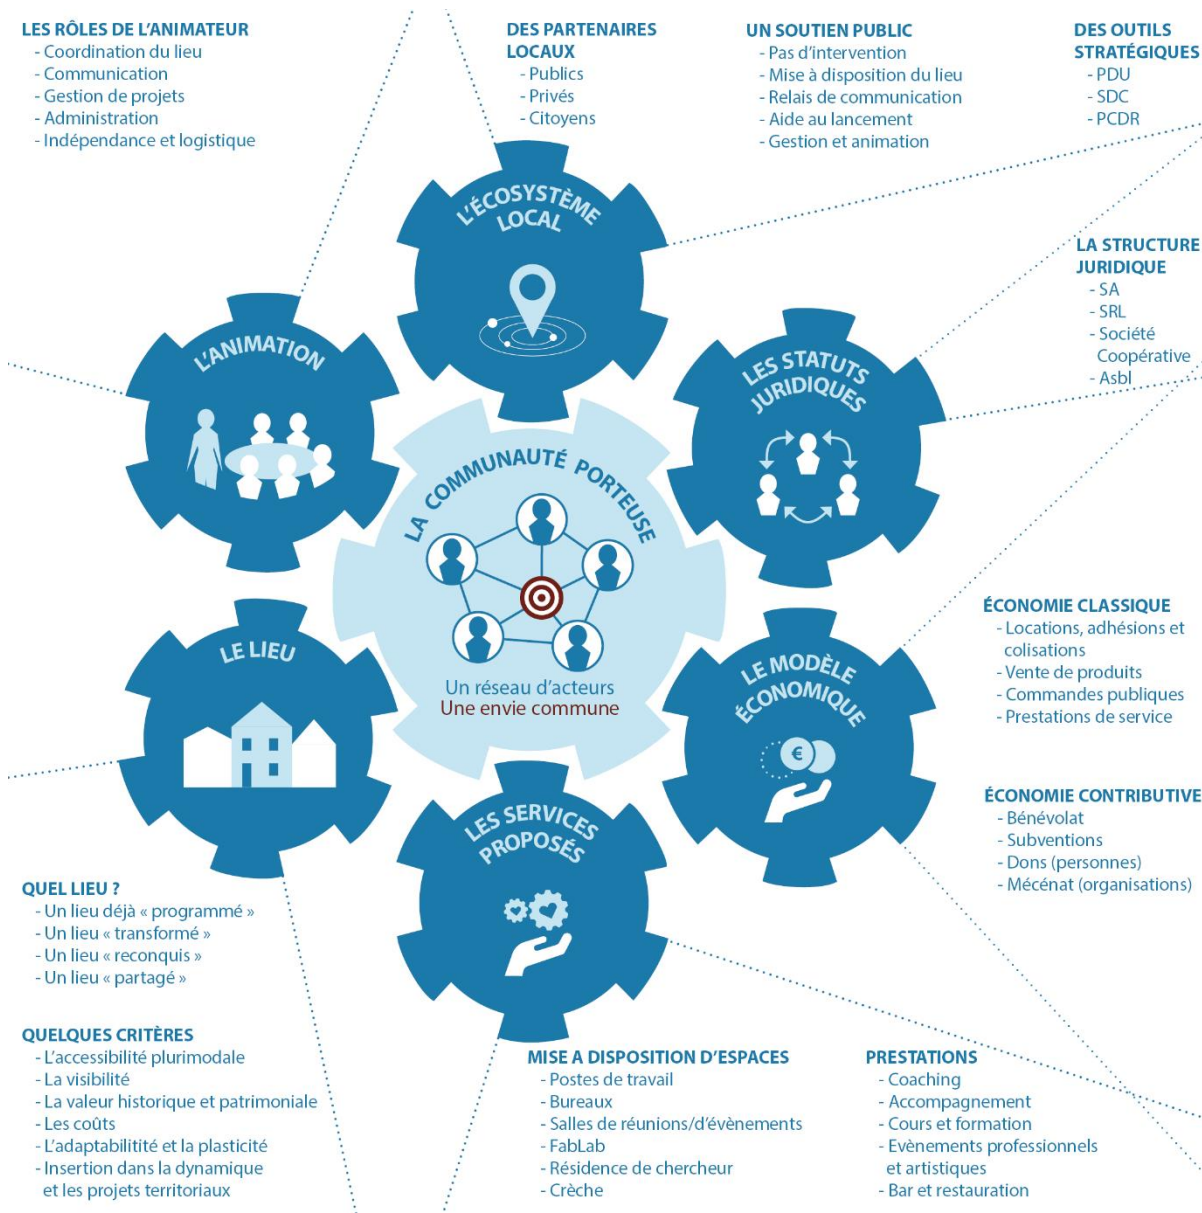 LES RÔLES DE L'ANIMATEUR
- Coordination du lieu
- Communication
- Gestion de projets
- Administration
- Indépendance et logistique
DES PARTENAIRES
LOCAUX
- Publics
- Privés
- Citoyens
UN SOUTIEN PUBLIC
- Pas d'intervention
- Mise à disposition du lieu
- Relais de communication
- Aide au lancement
- Gestion et animation
DES OUTILS
STRATÉGIQUES
- PDU
- SDC
- PCDR
L'ÉCOSYSTÈME
LOCAL
LA STRUCTURE
JURIDIQUE
- SA
- SRL
- Société
Coopérative
- Asbl
L'ANIMATION
LES STATUTS
JURIDIQUES
LA COMMUNAUTÉ PORTEUSE
Un réseau d'acteurs
Une envie commune
LE LIEU
LE MODÈLE
ÉCONOMIQUE
€
ÉCONOMIE CLASSIQUE
- Locations, adhésions et
colisations
- Vente de produits
- Commandes publiques
- Prestations de service
ÉCONOMIE CONTRIBUTIVE
- Bénévolat
- Subventions
- Dons (personnes)
- Mécénat (organisations)
LES SERVICES
PROPOSÉS
QUEL LIEU ?
- Un lieu déjà « programmé »
- Un lieu « transformé »
- Un lieu « reconquis »
- Un lieu « partagé »
QUELQUES CRITÈRES
- L'accessibilité plurimodale
- La visibilité
- La valeur historique et patrimoniale
- Les coûts
- L'adaptabilitité et la plasticité
- Insertion dans la dynamique
et les projets territoriaux
MISE A DISPOSITION D'ESPACES
- Postes de travail
- Bureaux
- Salles de réunions/d'évènements
- FabLab
- Résidence de chercheur
- Crèche
PRESTATIONS
- Coaching
- Accompagnement
- Cours et formation
- Evènements professionnels
et artistiques
- Bar et restauration